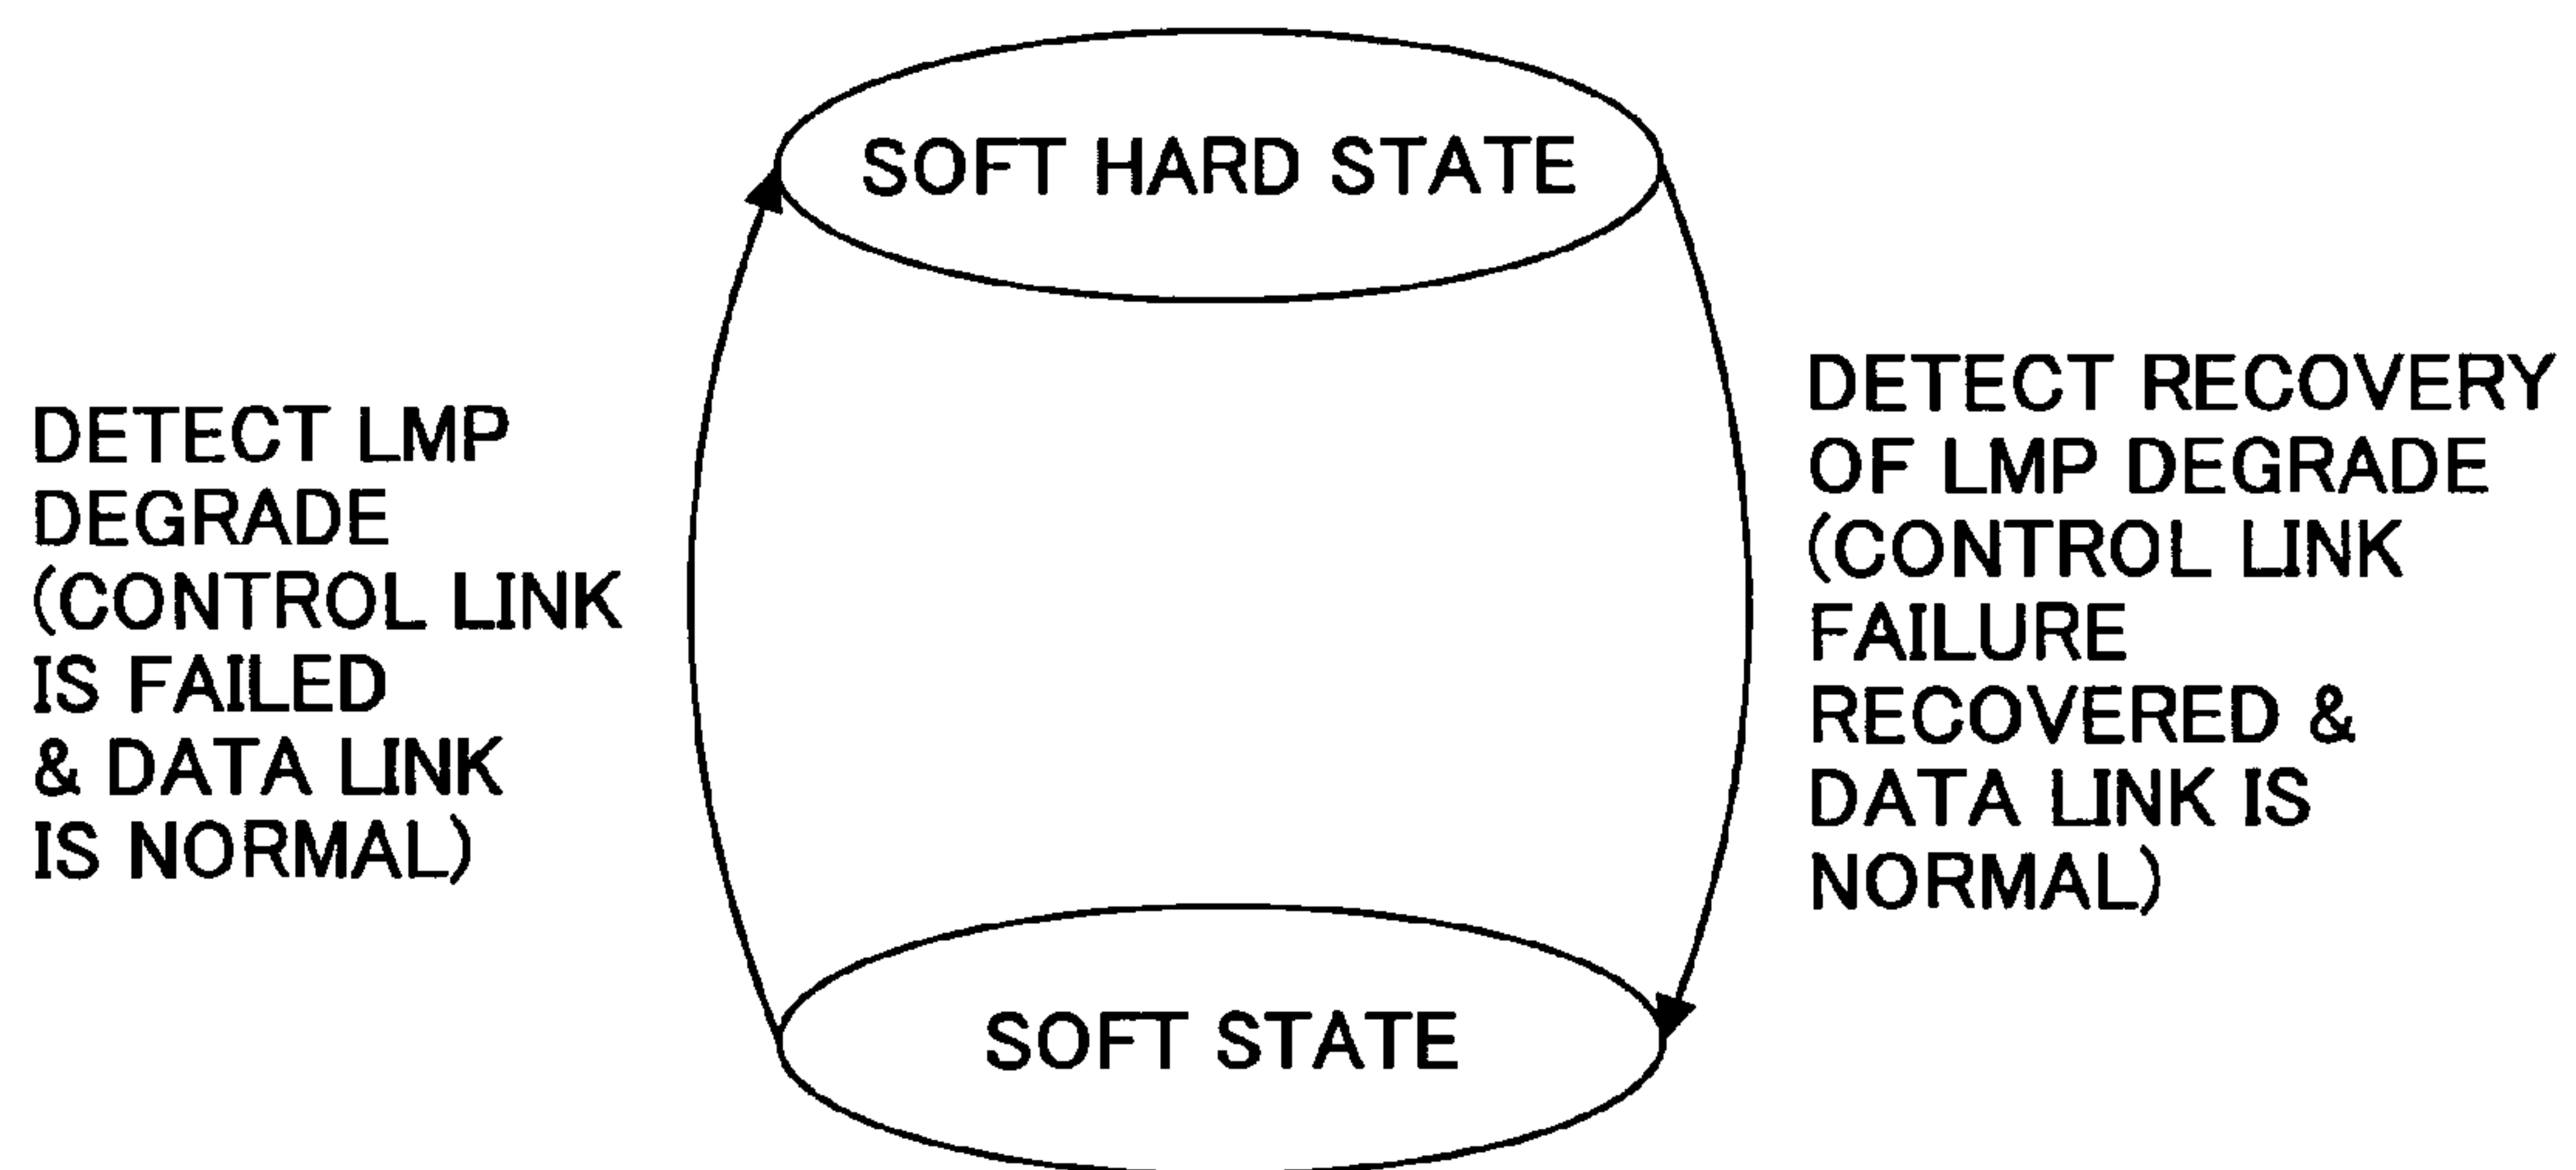 SOFT HARD STATE
DETECT LMP
DEGRADE
(CONTROL LINK
IS FAILED
& DATA LINK
IS NORMAL)
DETECT RECOVERY
OF LMP DEGRADE
(CONTROL LINK
FAILURE
RECOVERED &
DATA LINK IS
NORMAL)
SOFT STATE